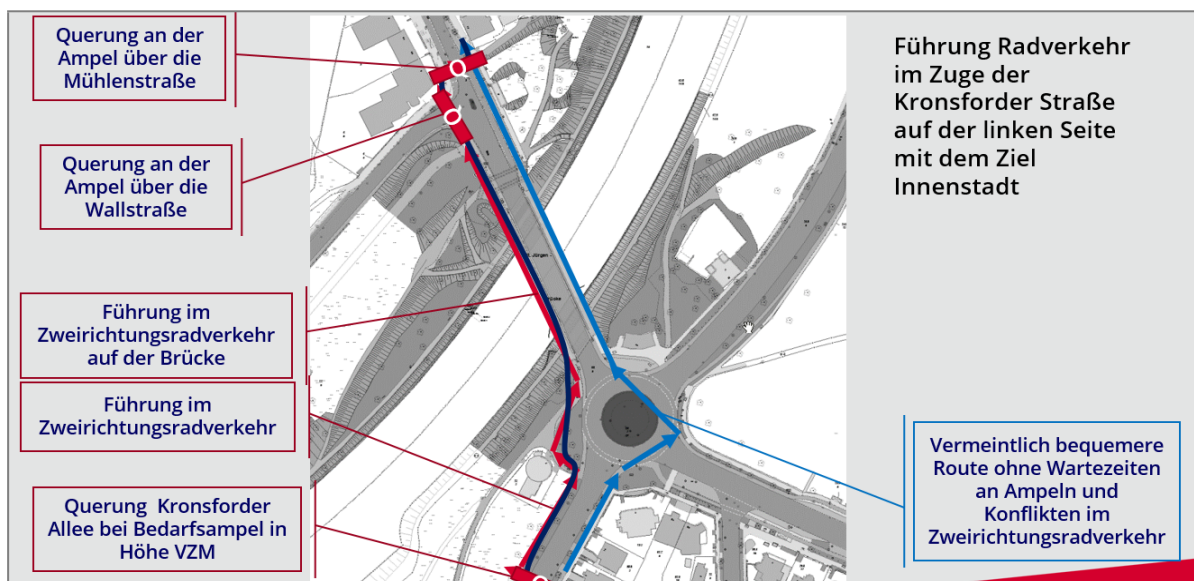 Querung an der
Ampel über die
Mühlenstraße
Querung an der
Ampel über die
Wallstraße
Führung im
Zweirichtungsradverkehr
auf der Brücke
Führung im
Zweirichtungsradverkehr
Querung Kronsforder
Allee bei Bedarfsampel in
Höhe VZM
Q
Q
Führung Radverkehr
im Zuge der
Kronsforder Straße
auf der linken Seite
mit dem Ziel
Innenstadt
Vermeintlich bequemere
Route ohne Wartezeiten
an Ampeln und
Konflikten im
Zweirichtungsradverkehr